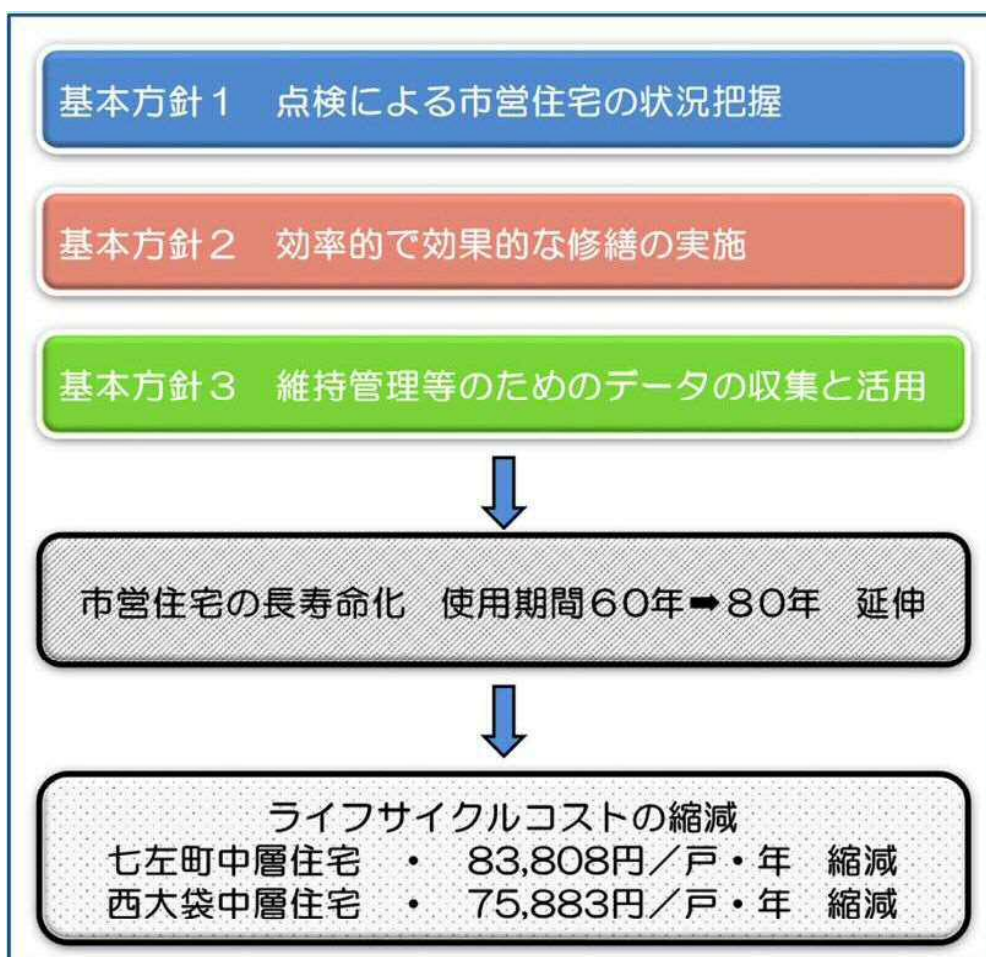 基本方針１　点検による市営住宅の状況把握
基本方針２　効率的で効果的な修繕の実施
基本方針３　維持管理等のためのデータの収集と活用
市営住宅の長寿命化　使用期間６０年➡８０年　延伸
ライフサイクルコストの縮減
七左町中層住宅　・　83,808円／戸・年　縮減
西大袋中層住宅　・　75,883円／戸・年　縮減